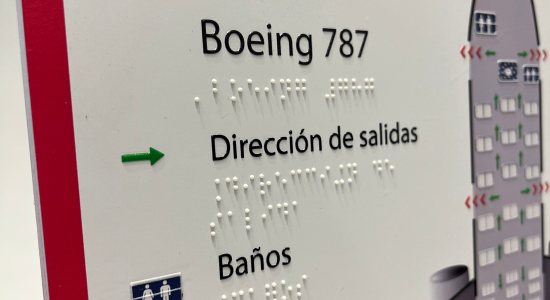 Boeing 787
Dirección de salidas
Baños